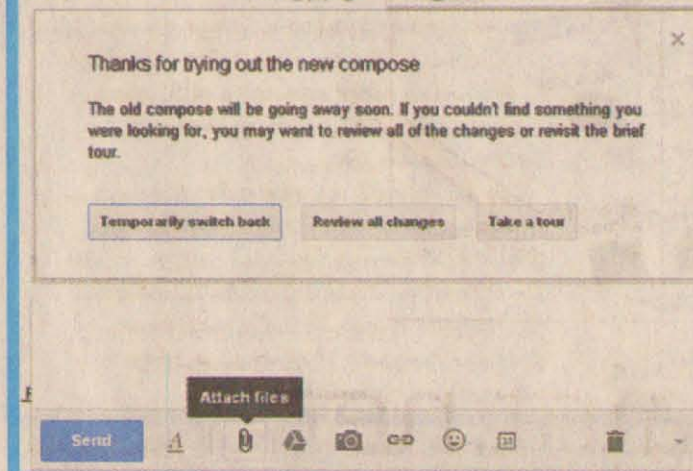 Thanks for trying out the new compose
The old compose will be going away soon. If you couldn't find something you
were looking for, you may want to review all of the changes or revisit the brief
tour.
Temporarily switch back Review all changes Take a tour
Attach files
Send A 31